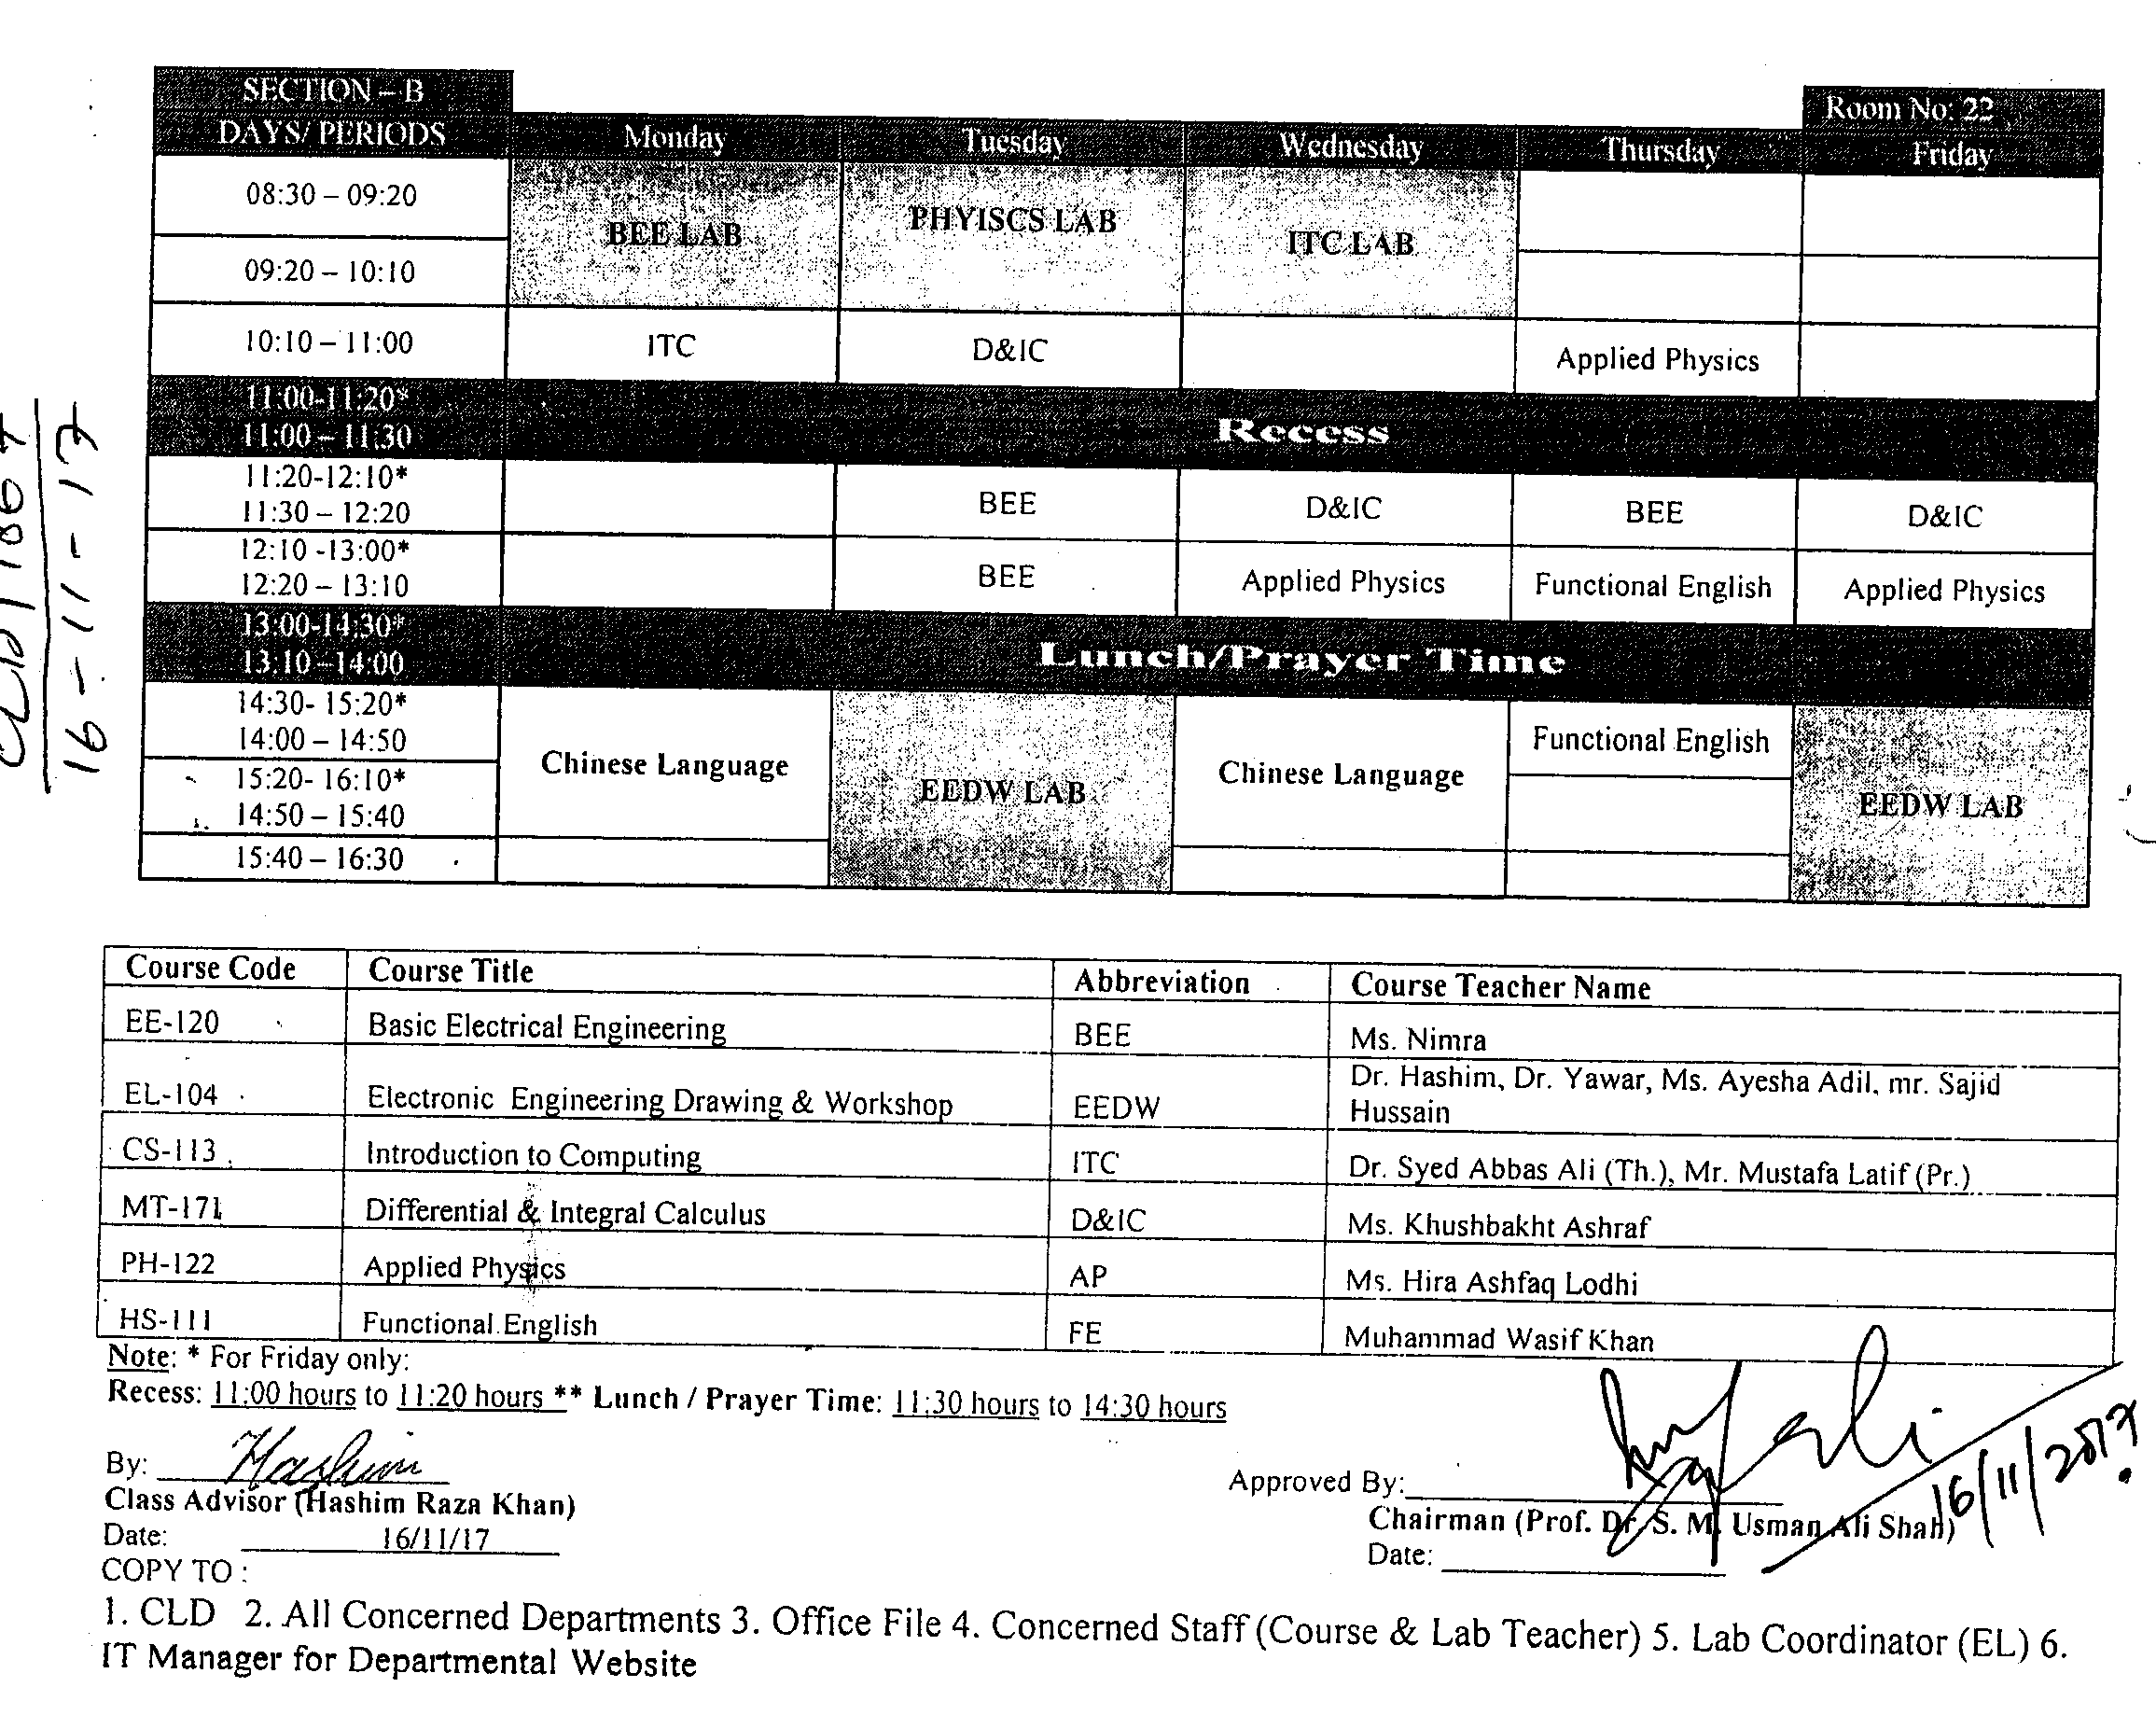 SECTION – B
Room No: 22
DAYS/ PERIODS Monday Tuesday Wednesday Thursday Friday
08:30 – 09:20 BEE LAB PHYISCS LAB ITC LAB
09:20 – 10:10
10:10 – 11:00 ITC D&IC Applied Physics
11:00-11:20*
11:00 – 11:30 Recess
11:20-12:10*
11:30 – 12:20 BEE D&IC BEE D&IC
12:10 -13:00*
12:20 – 13:10 BEE Applied Physics Functional English Applied Physics
13:00-14:30*
13:10 –14:00 Lunch/Prayer Time
14:30- 15:20*
14:00 – 14:50 Functional English
Chinese Language EEDW LAB Chinese Language EEDW LAB
15:20- 16:10*
14:50 – 15:40
15:40 – 16:30
16-11-17
Course Code Course Title Abbreviation Course Teacher Name
EE-120 Basic Electrical Engineering BEE Ms. Nimra
EL-104 Electronic Engineering Drawing & Workshop EEDW Dr. Hashim, Dr. Yawar, Ms. Ayesha Adil, mr. Sajid
Hussain
CS-113 Introduction to Computing ITC Dr. Syed Abbas Ali (Th.), Mr. Mustafa Latif (Pr.)
MT-171 Differential & Integral Calculus D&IC Ms. Khushbakht Ashraf
PH-122 Applied Physics AP Ms. Hira Ashfaq Lodhi
HS-111 Functional English FE Muhammad Wasif Khan
Note: * For Friday only:
Recess: 11:00 hours to 11:20 hours ** Lunch / Prayer Time: 11:30 hours to 14:30 hours
By: Hashim
Approved By:
Class Advisor (Hashim Raza Khan)
Chairman (Prof. Dr. S. M. Usman Ali Shah)
16/11/2017
Date: 16/11/17
Date:
COPY TO :
1. CLD 2. All Concerned Departments 3. Office File 4. Concerned Staff (Course & Lab Teacher) 5. Lab Coordinator (EL) 6.
IT Manager for Departmental Website